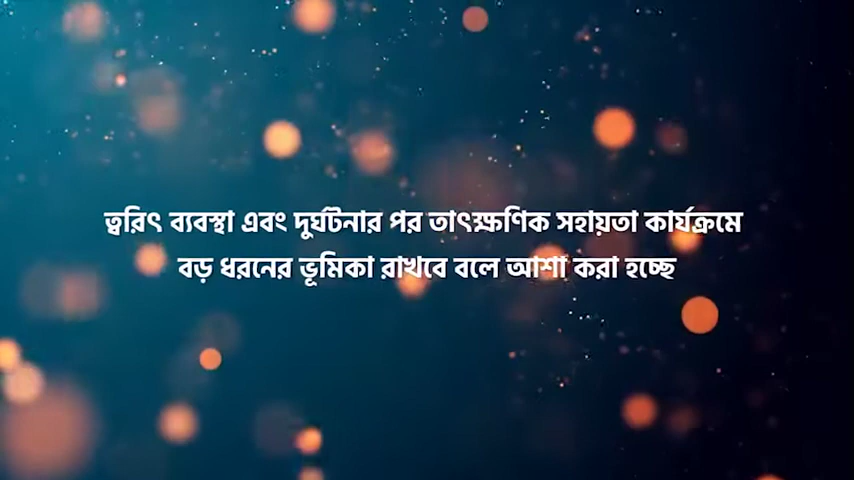 ত্বরিৎ ব্যবস্থা এবং দুর্ঘটনার পর তাৎক্ষণিক সহায়তা কার্যক্রমে
বড় ধরনের ভূমিকা রাখবে বলে আশা করা হচ্ছে